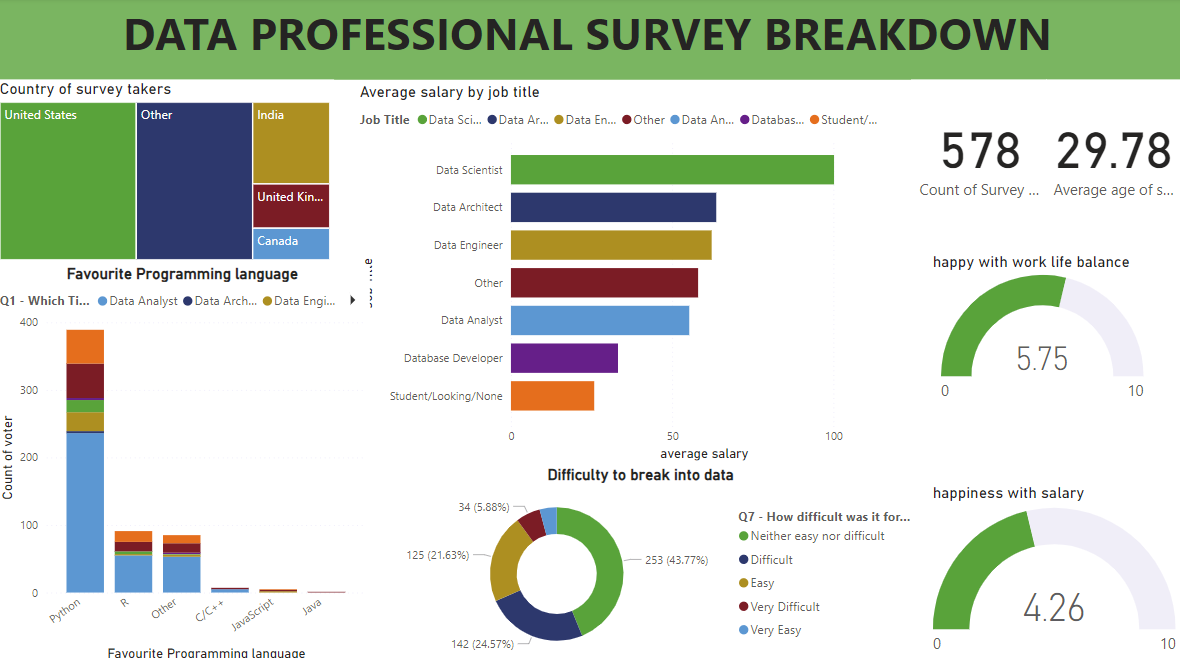 DATA PROFESSIONAL SURVEY BREAKDOWN
Country of survey takers
United States
Other
India
United Kin...
Canada
Favourite Programming language
Q1 - Which Ti... Data Analyst Data Arch... Data Engi...
Count of voter
400
300
200
100
0
Python
R
Other
C/C++
JavaScript
Java
Favourite Programming language
Average salary by job title
Job Title Data Sci... Data Ar... Data En... Other Data An... Databas... Student/...
Data Scientist
Data Architect
Data Engineer
Other
Data Analyst
Database Developer
Student/Looking/None
0 50 100
average salary
Difficulty to break into data
34 (5.88%)
125 (21.63%)
142 (24.57%)
253 (43.77%)
Q7 - How difficult was it for...
Neither easy nor difficult
Difficult
Easy
Very Difficult
Very Easy
578
Count of Survey ...
29.78
Average age of s...
happy with work life balance
5.75
0 10
happiness with salary
4.26
0 10